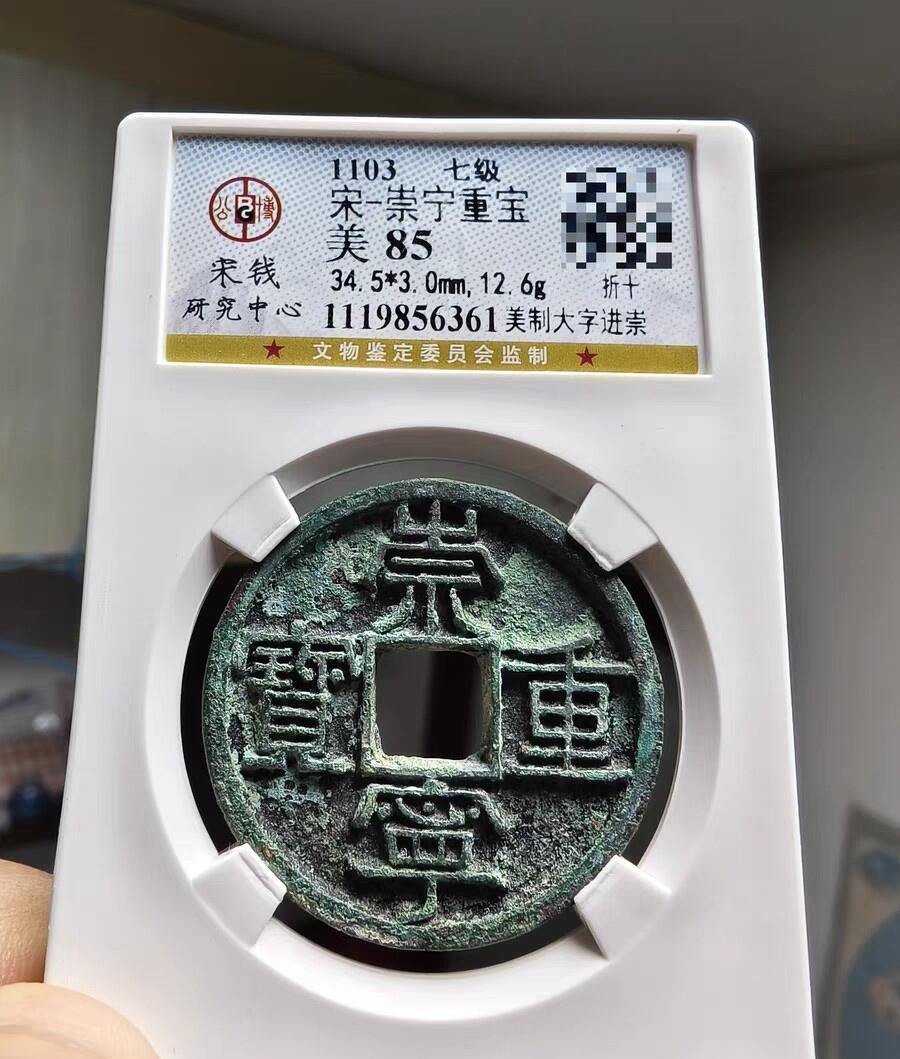 1103 七级
宋-崇宁重宝
美 85
34.5*3.0mm, 12.6g 折十
1119856361 美制大字进崇
公博
宋钱
研究中心
★ 文物鉴定委员会监制 ★
崇
寧
重
寶